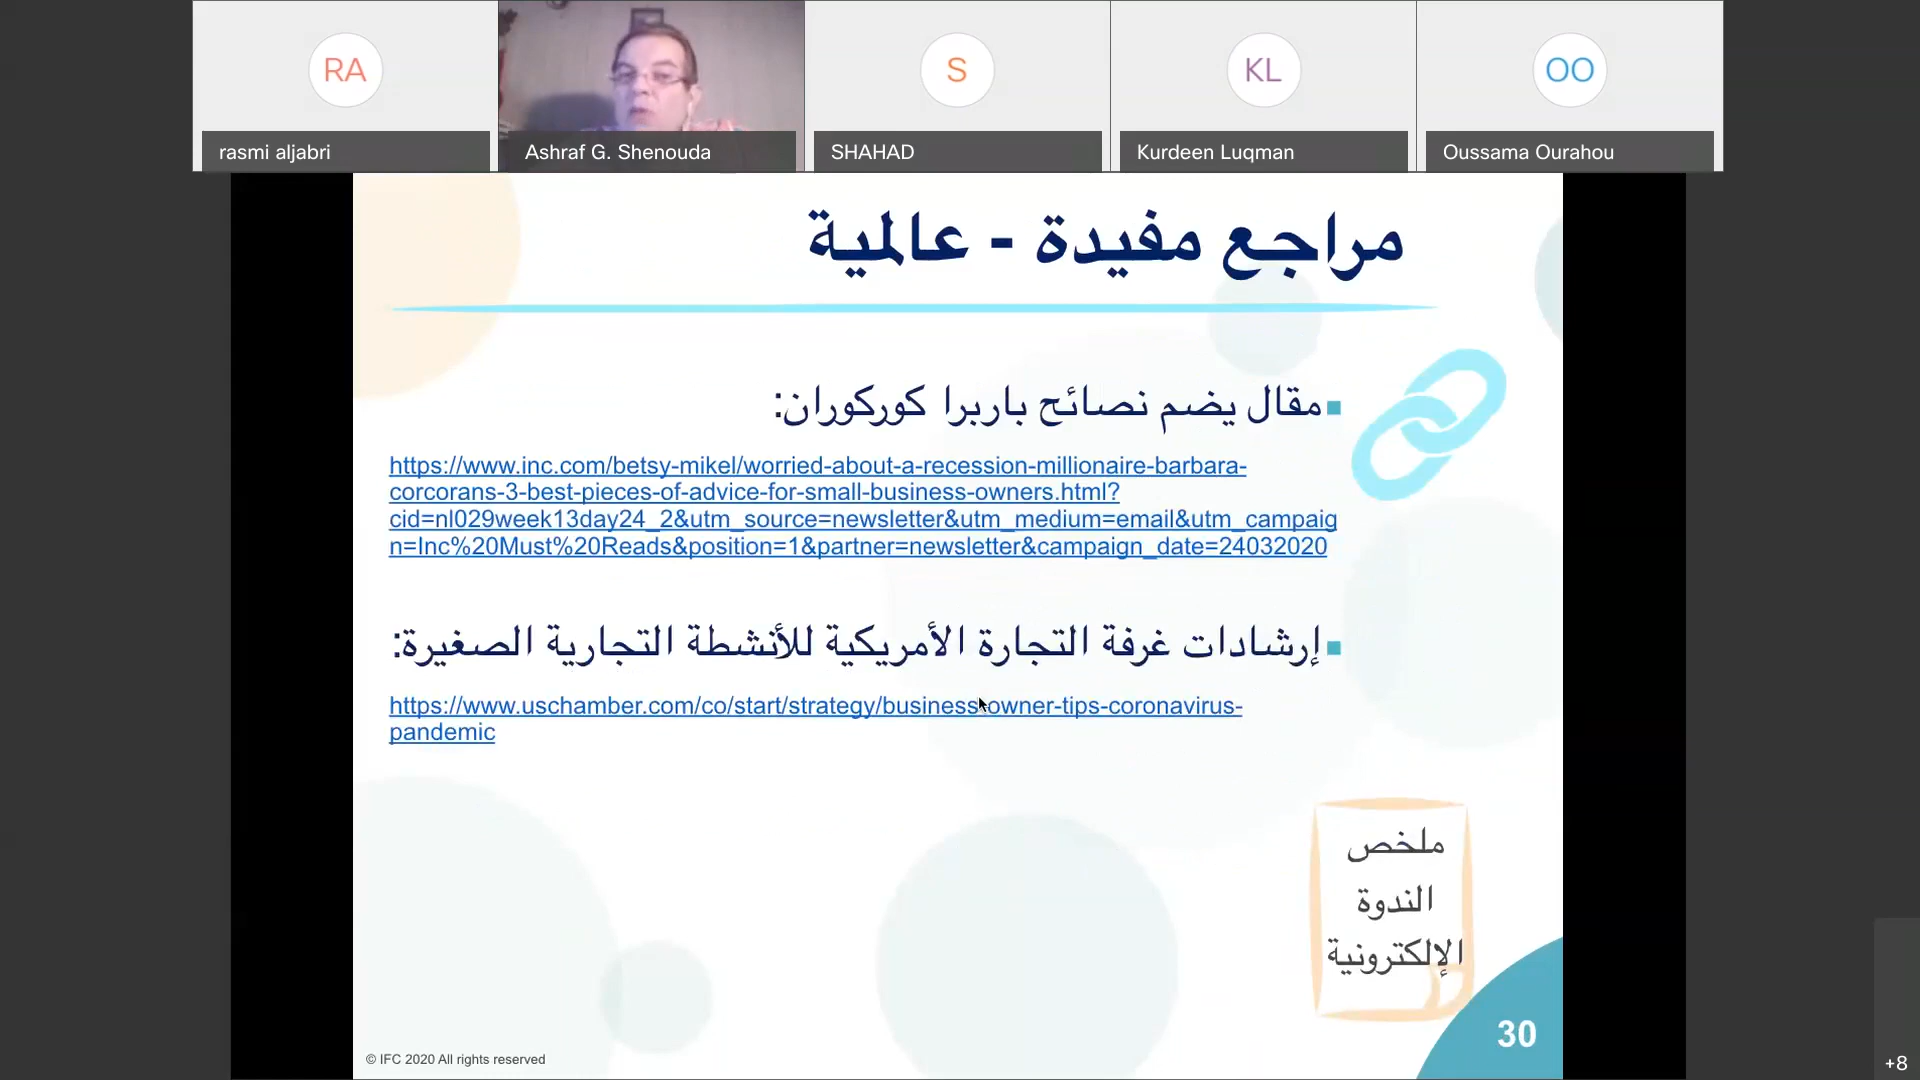 RA
S
KL
OO
rasmi aljabri
Ashraf G. Shenouda
SHAHAD
Kurdeen Luqman
Oussama Ourahou
مراجع مفيدة - عالمية
مقال يضم نصائح باربرا كوركوران:
https://www.inc.com/betsy-mikel/worried-about-a-recession-millionaire-barbara-
corcorans-3-best-pieces-of-advice-for-small-business-owners.html?
cid=nl029week13day24_2&utm_source=newsletter&utm_medium=email&utm_campaig
n=Inc%20Must%20Reads&position=1&partner=newsletter&campaign_date=24032020
إرشادات غرفة التجارة الأمريكية للأنشطة التجارية الصغيرة:
https://www.uschamber.com/co/start/strategy/business-owner-tips-coronavirus-
pandemic
ملخص
الندوة
الإلكترونية
30
© IFC 2020 All rights reserved
+8